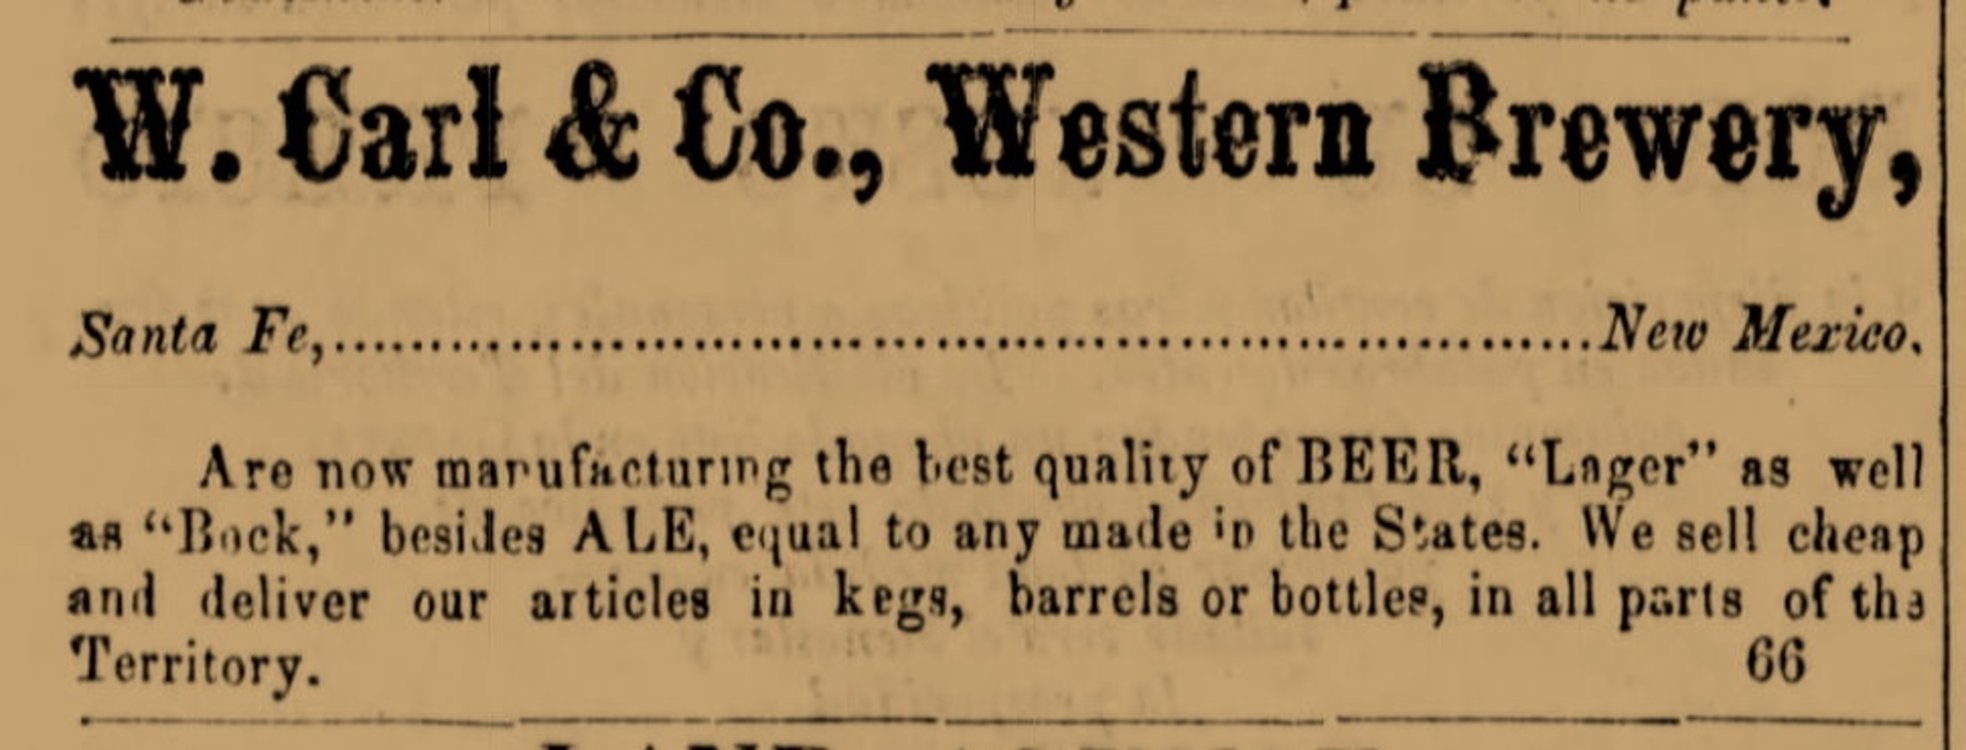 W. Carl & Co., Western Brewery,
Santa Fe,............................................................New Mexico.
Are now manufacturing the best quality of BEER, “Lager” as well
as “Bock,” besides ALE, equal to any made in the States. We sell cheap
and deliver our articles in kegs, barrels or bottles, in all parts of the
Territory. 66